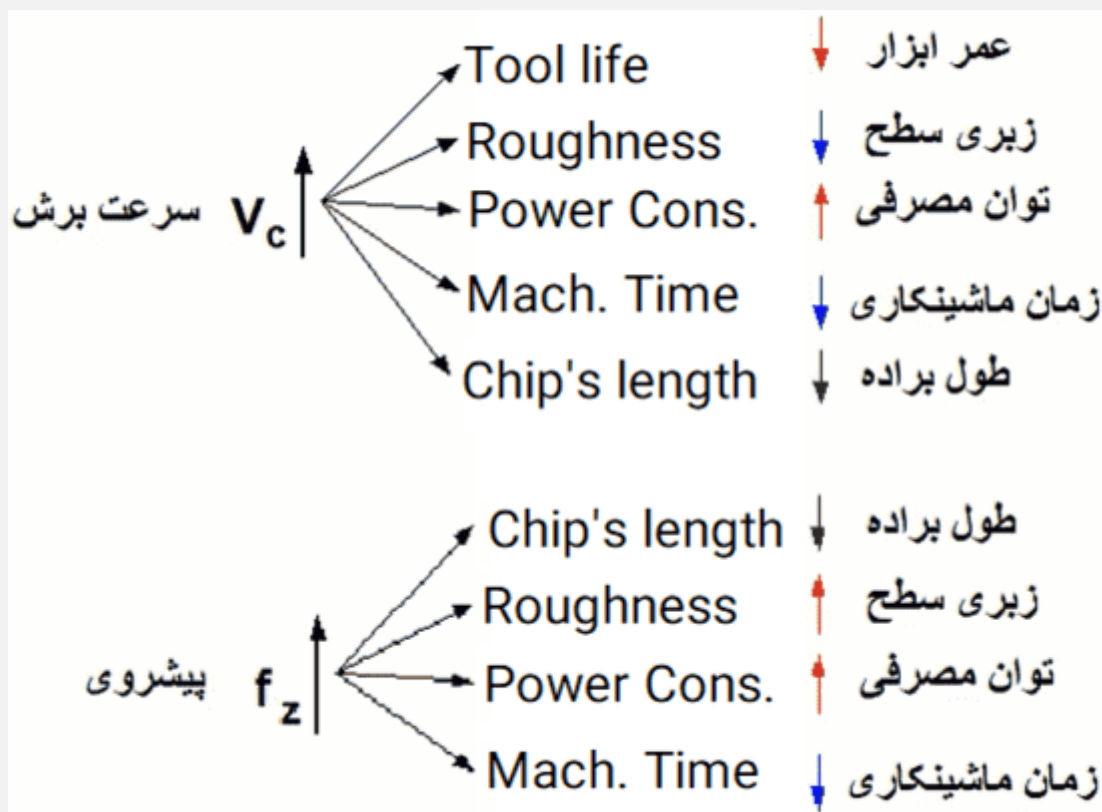 Tool life عمر ابزار
Roughness زبری سطح
سرعت برش Vc Power Cons. توان مصرفی
Mach. Time زمان ماشینکاری
Chip's length طول براده
Chip's length طول براده
Roughness زبری سطح
پیشروی fz Power Cons. توان مصرفی
Mach. Time زمان ماشینکاری